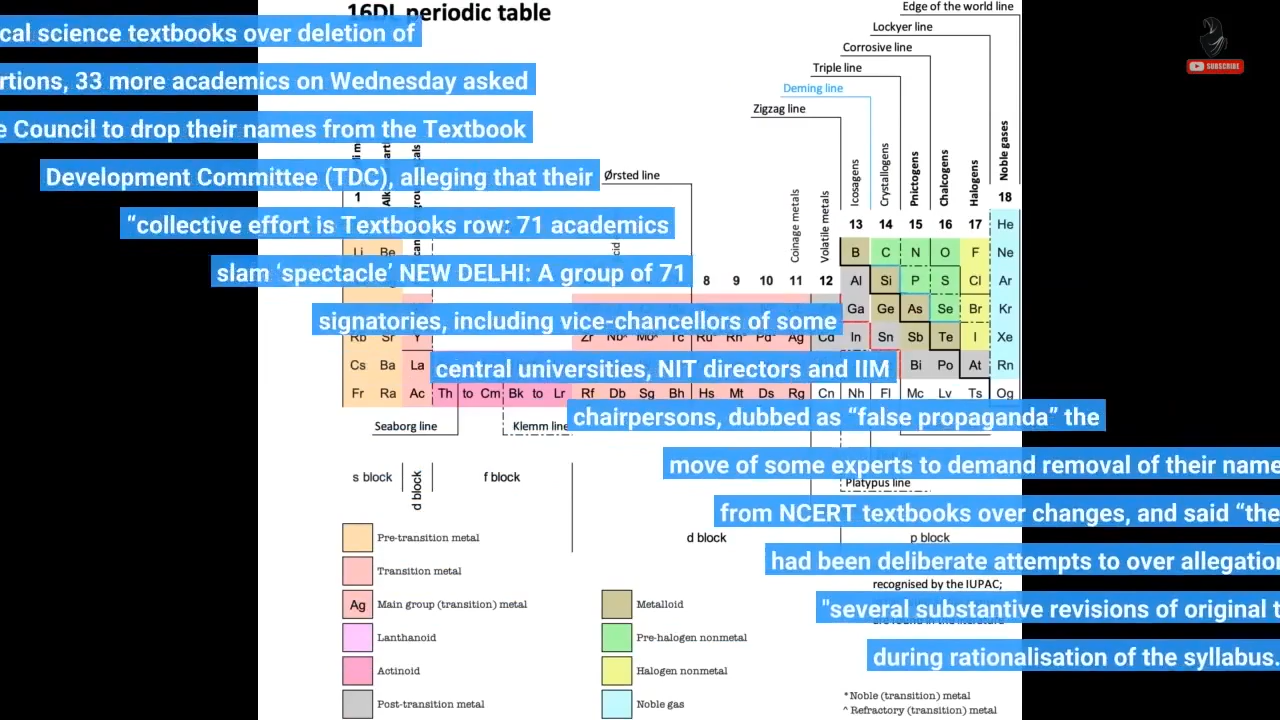 16DL periodic table
Edge of the world line
Lockyer line
Corrosive line
Triple line
Deming line
Zigzag line
SUBSCRIBE
cal science textbooks over deletion of
rtions, 33 more academics on Wednesday asked
e Council to drop their names from the Textbook
Development Committee (TDC), alleging that their
“collective effort is Textbooks row: 71 academics
slam ‘spectacle’ NEW DELHI: A group of 71
signatories, including vice-chancellors of some
central universities, NIT directors and IIM
chairpersons, dubbed as “false propaganda” the
move of some experts to demand removal of their name
from NCERT textbooks over changes, and said “the
had been deliberate attempts to over allegation
"several substantive revisions of original t
during rationalisation of the syllabus.
Ørsted line
Coinage metals
Volatile metals
Icosagens
Crystallogens
Pnictogens
Chalcogens
Halogens
Noble gases
1 18
13 14 15 16 17 He
Li Be B C N O F Ne
8 9 10 11 12 Al Si P S Cl Ar
Ga Ge As Se Br Kr
Rb Sr Y Zr Nb^ Mo^ Tc Ru* Rh* Pd* Ag Cd In Sn Sb Te I Xe
Cs Ba La Bi Po At Rn
Fr Ra Ac Th to Cm Bk to Lr Rf Db Sg Bh Hs Mt Ds Rg Cn Nh Fl Mc Lv Ts Og
Seaborg line
Klemm line
Platypus line
s block
d block
f block
d block
p block
recognised by the IUPAC;
Pre-transition metal
Transition metal
Ag Main group (transition) metal
Lanthanoid
Actinoid
Post-transition metal
Metalloid
Pre-halogen nonmetal
Halogen nonmetal
Noble gas
* Noble (transition) metal
^ Refractory (transition) metal